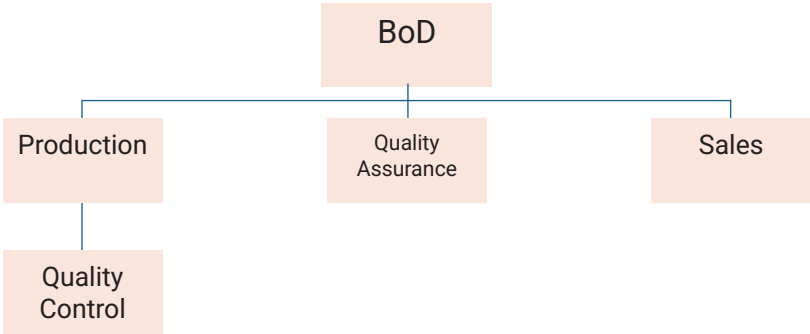 BoD
Production
Quality
Assurance
Sales
Quality
Control